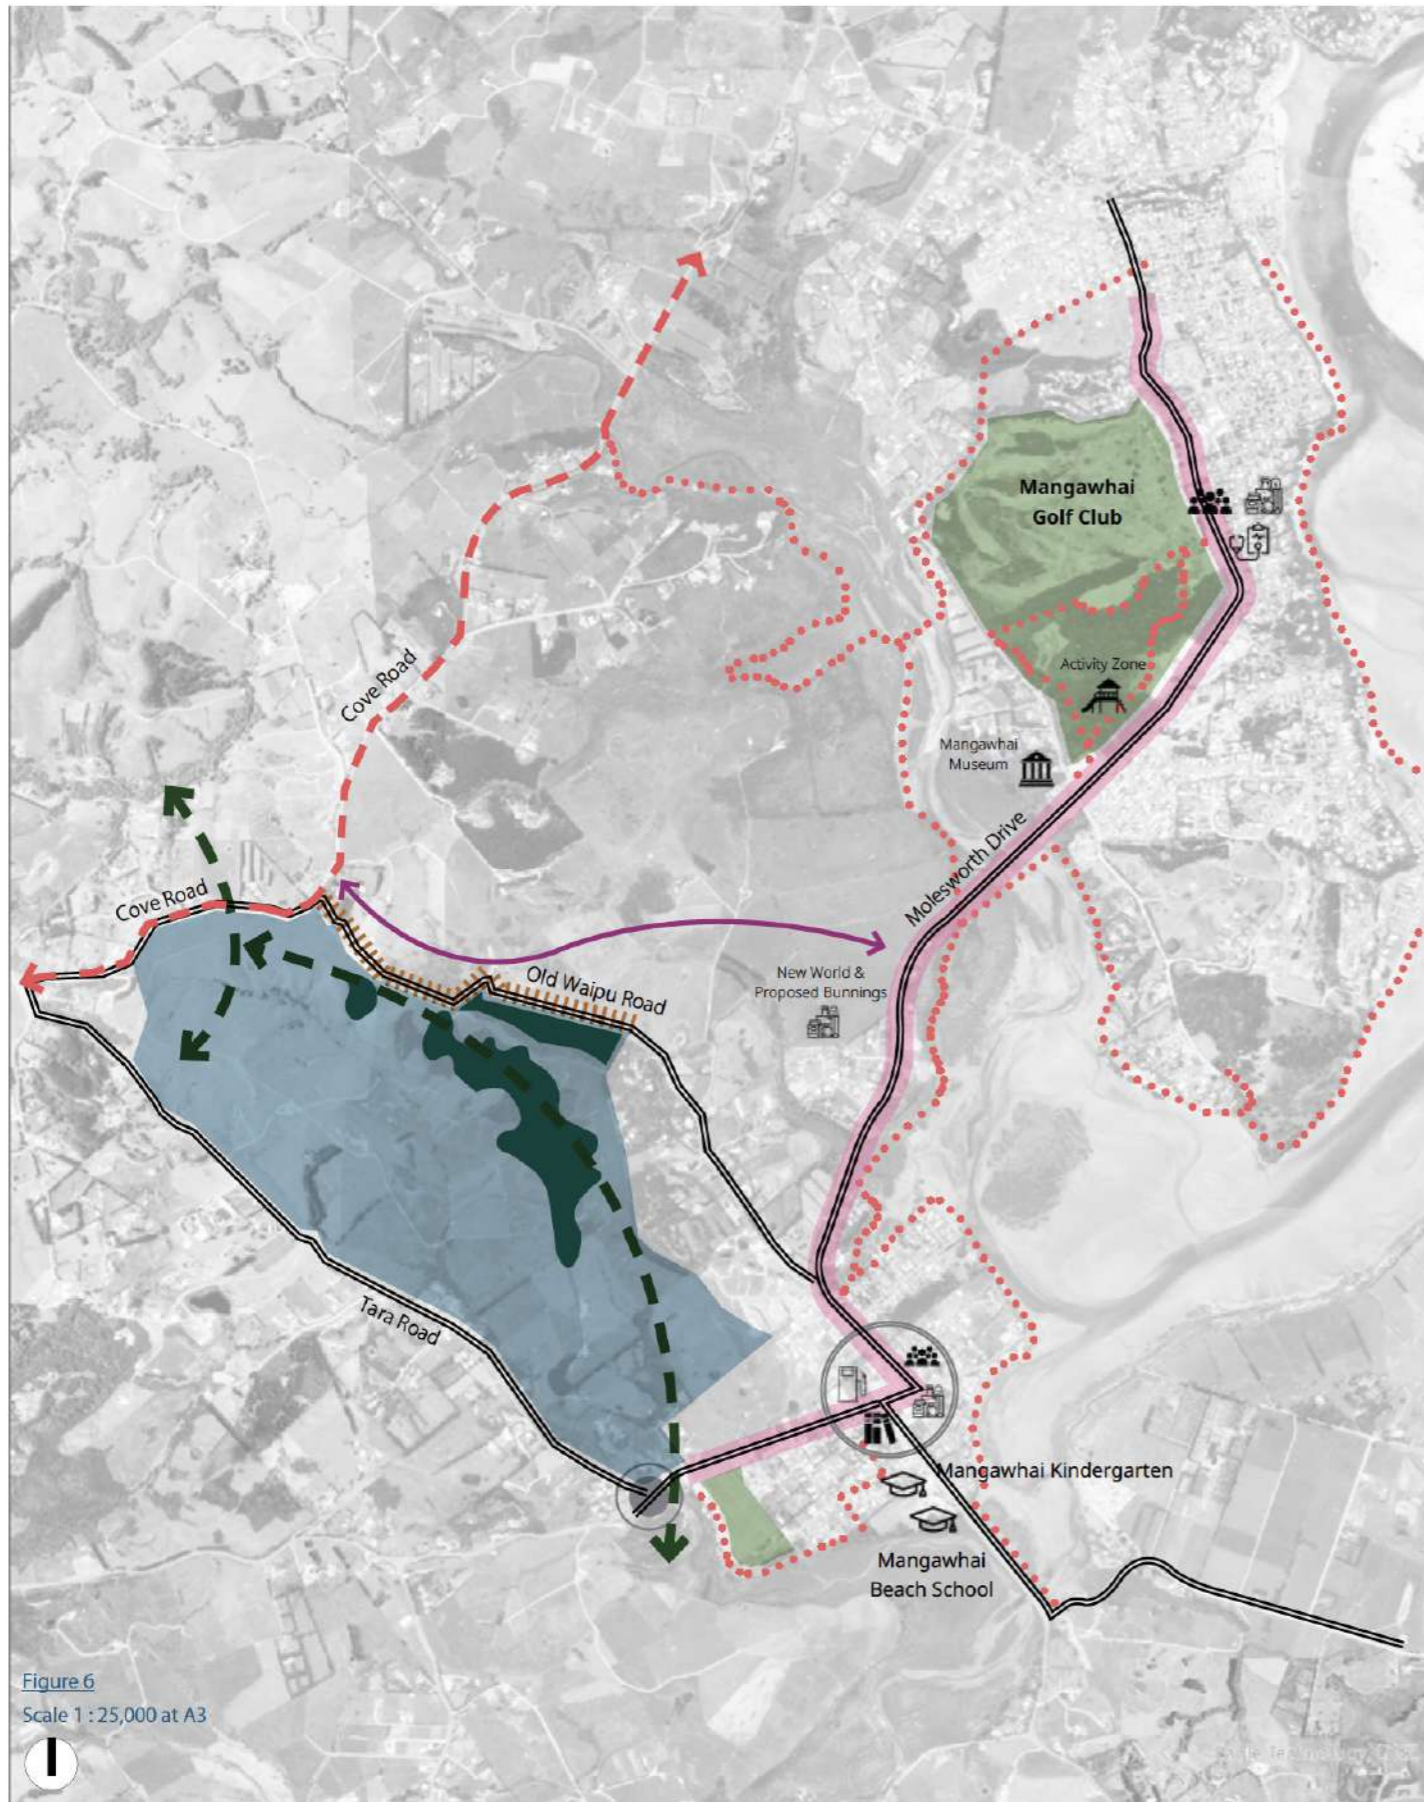 Mangawhai
Golf Club
Activity Zone
Cove Road
Mangawhai
Museum
Molesworth Drive
Cove Road
New World &
Proposed Bunnings
Old Waipu Road
Tara Road
Mangawhai Kindergarten
Mangawhai
Beach School
Figure 6
Scale 1 : 25,000 at A3